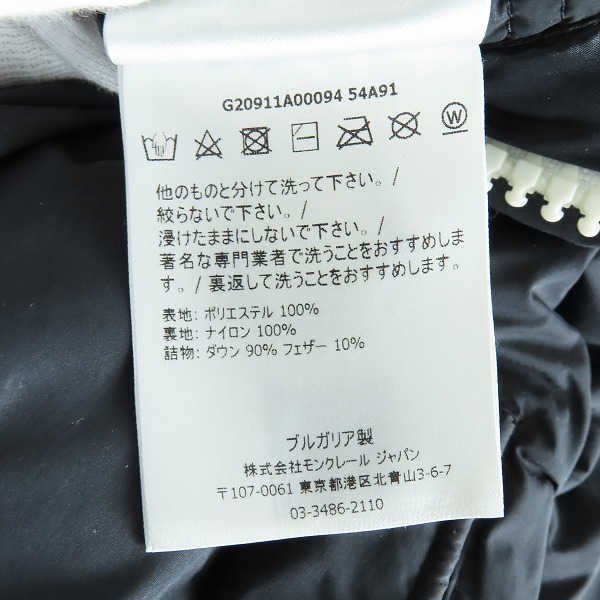 G20911A00094 54A91
W
他のものと分けて洗って下さい。/
絞らないで下さい。/
浸けたままにしないで下さい。/
著名な専門業者で洗うことをおすすめしま
す。/ 裏返して洗うことをおすすめします。
表地: ポリエステル 100%
裏地: ナイロン 100%
詰物: ダウン 90% フェザー 10%
ブルガリア製
株式会社モンクレール ジャパン
〒107-0061 東京都港区北青山3-6-7
03-3486-2110